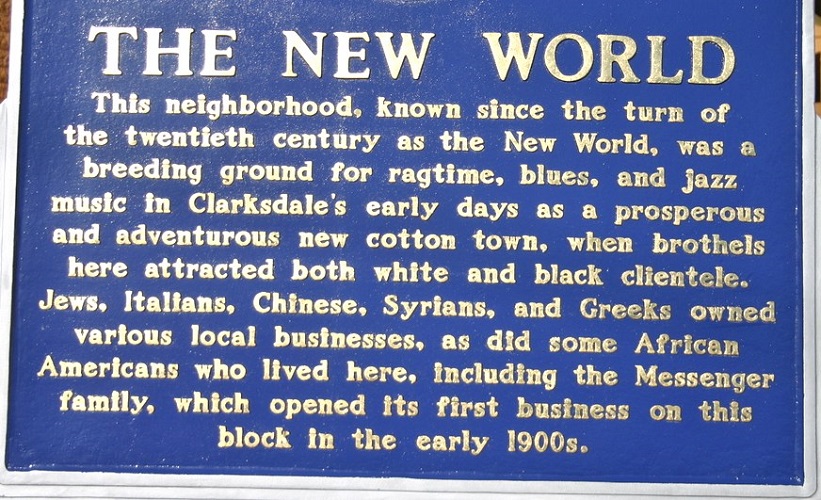 THE NEW WORLD
This neighborhood, known since the turn of
the twentieth century as the New World, was a
breeding ground for ragtime, blues, and jazz
music in Clarksdale's early days as a prosperous
and adventurous new cotton town, when brothels
here attracted both white and black clientele.
Jews, Italians, Chinese, Syrians, and Greeks owned
various local businesses, as did some African
Americans who lived here, including the Messenger
family, which opened its first business on this
block in the early 1900s.